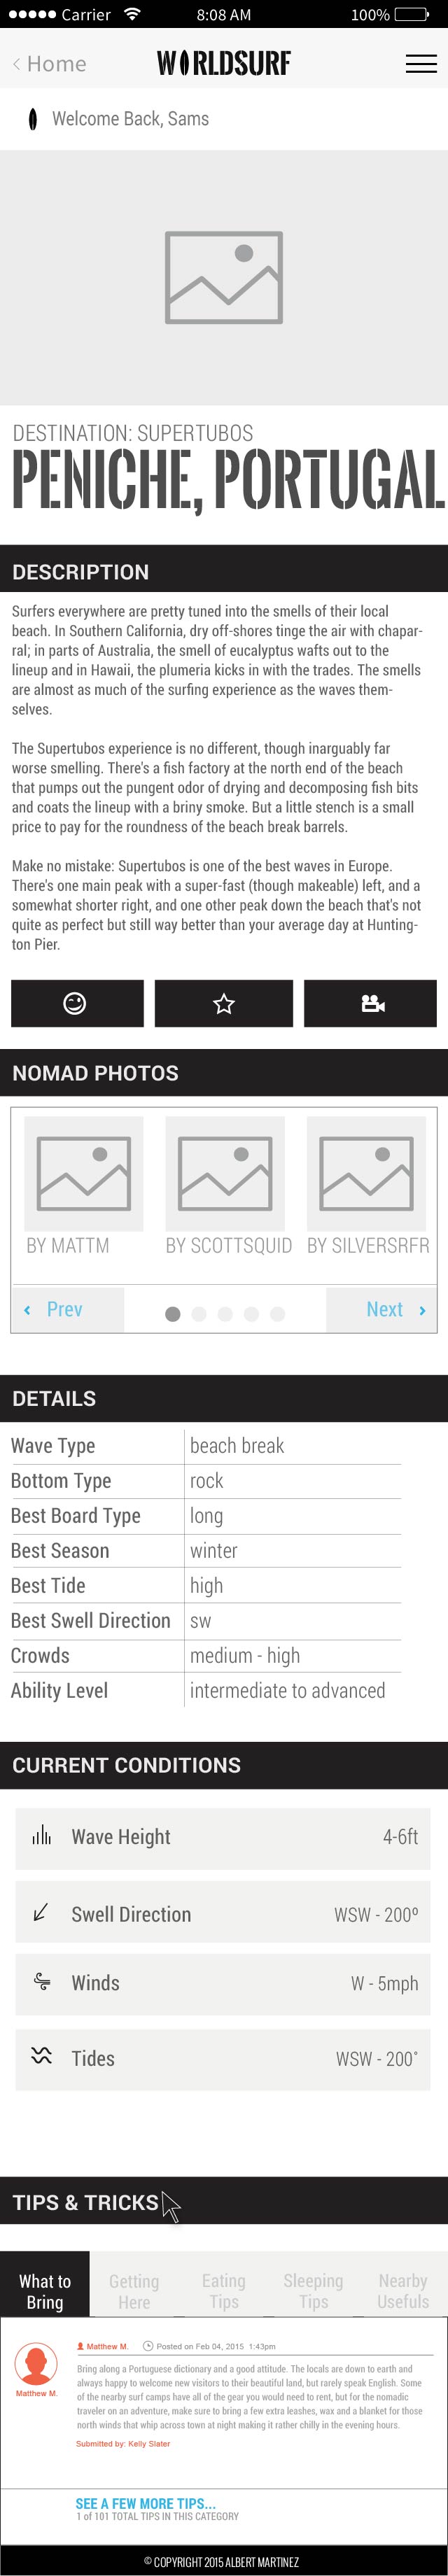 Carrier 8:08 AM 100%
< Home WORLDSURF
Welcome Back, Sams
DESTINATION: SUPERTUBOS
PENICHE, PORTUGAL
DESCRIPTION
Surfers everywhere are pretty tuned into the smells of their local
beach. In Southern California, dry off-shores tinge the air with chapar-
ral; in parts of Australia, the smell of eucalyptus wafts out to the
lineup and in Hawaii, the plumeria kicks in with the trades. The smells
are almost as much of the surfing experience as the waves them-
selves.
The Supertubos experience is no different, though inarguably far
worse smelling. There's a fish factory at the north end of the beach
that pumps out the pungent odor of drying and decomposing fish bits
and coats the lineup with a briny smoke. But a little stench is a small
price to pay for the roundness of the beach break barrels.
Make no mistake: Supertubos is one of the best waves in Europe.
There's one main peak with a super-fast (though makeable) left, and a
somewhat shorter right, and one other peak down the beach that's not
quite as perfect but still way better than your average day at Hunting-
ton Pier.
NOMAD PHOTOS
BY MATTM BY SCOTTSQUID BY SILVERSRFR
‹ Prev Next ›
DETAILS
Wave Type beach break
Bottom Type rock
Best Board Type long
Best Season winter
Best Tide high
Best Swell Direction sw
Crowds medium - high
Ability Level intermediate to advanced
CURRENT CONDITIONS
Wave Height 4-6ft
Swell Direction WSW - 200º
Winds W - 5mph
Tides WSW - 200˚
TIPS & TRICKS
What to Bring
Getting Here
Eating Tips
Sleeping Tips
Nearby Usefuls
Matthew M. Posted on Feb 04, 2015 1:43pm
Matthew M.
Bring along a Portuguese dictionary and a good attitude. The locals are down to earth and
always happy to welcome new visitors to their beautiful land, but rarely speak English. Some
of the nearby surf camps have all of the gear you would need to rent, but for the nomadic
traveler on an adventure, make sure to bring a few extra leashes, wax and a blanket for those
north winds that whip across town at night making it rather chilly in the evening hours.
Submitted by: Kelly Slater
SEE A FEW MORE TIPS...
1 of 101 TOTAL TIPS IN THIS CATEGORY
© COPYRIGHT 2015 ALBERT MARTINEZ